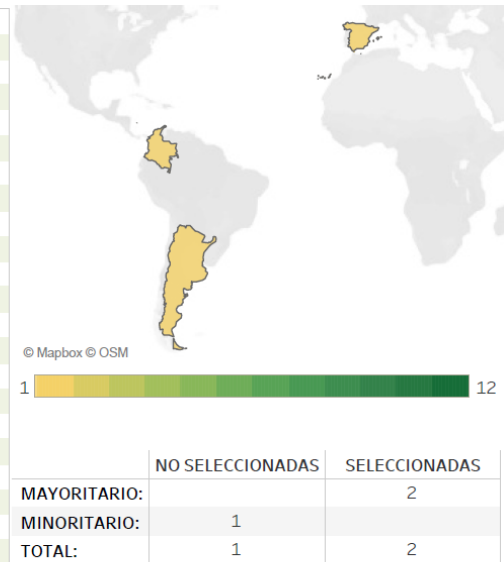 © Mapbox © OSM
1 12
NO SELECCIONADAS SELECCIONADAS
MAYORITARIO: 2
MINORITARIO: 1
TOTAL: 1 2